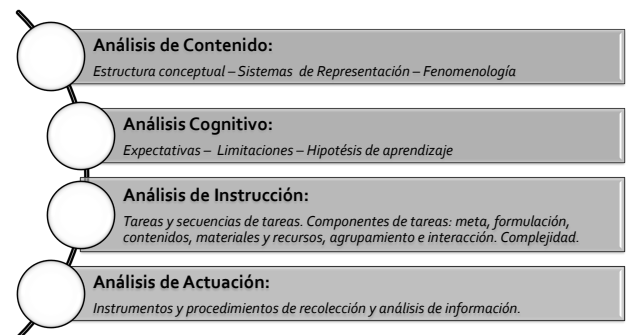 Análisis de Contenido:
Estructura conceptual – Sistemas de Representación – Fenomenología
Análisis Cognitivo:
Expectativas – Limitaciones – Hipotésis de aprendizaje
Análisis de Instrucción:
Tareas y secuencias de tareas. Componentes de tareas: meta, formulación,
contenidos, materiales y recursos, agrupamiento e interacción. Complejidad.
Análisis de Actuación:
Instrumentos y procedimientos de recolección y análisis de información.